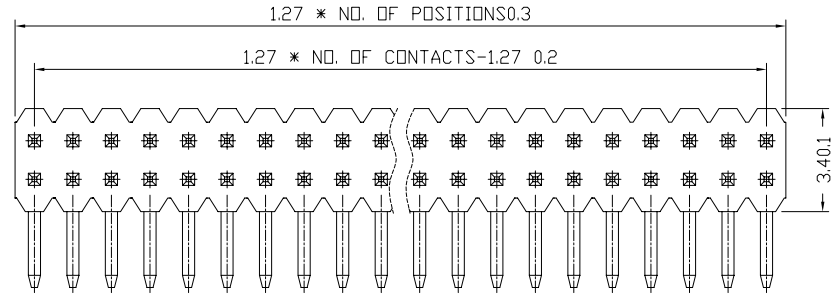 1.27 * NO. OF POSITIONS0.3
1.27 * NO. OF CONTACTS-1.27 0.2
3.40.1